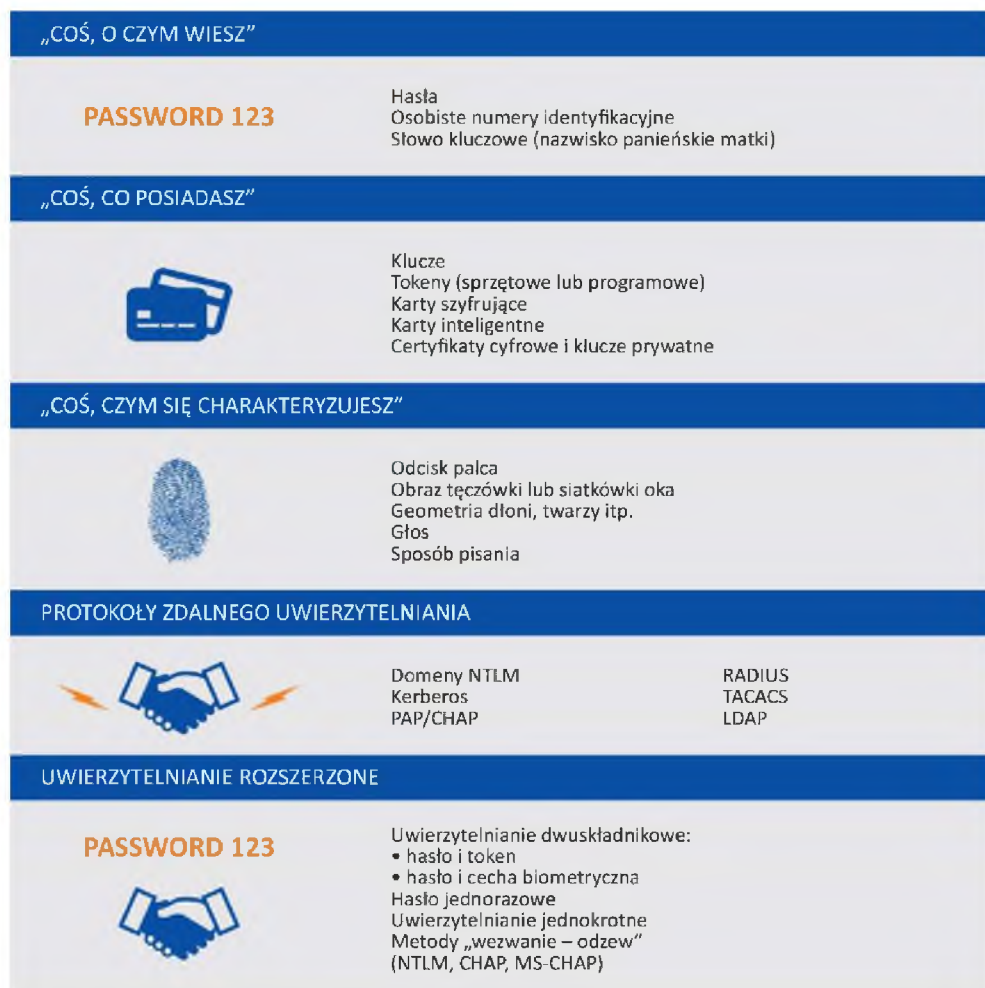 „COŚ, O CZYM WIESZ”
PASSWORD 123
Hasła
Osobiste numery identyfikacyjne
Słowo kluczowe (nazwisko panieńskie matki)
„COŚ, CO POSIADASZ”
Klucze
Tokeny (sprzętowe lub programowe)
Karty szyfrujące
Karty inteligentne
Certyfikaty cyfrowe i klucze prywatne
„COŚ, CZYM SIĘ CHARAKTERYZUJESZ”
Odcisk palca
Obraz tęczówki lub siatkówki oka
Geometria dłoni, twarzy itp.
Głos
Sposób pisania
PROTOKOŁY ZDALNEGO UWIERZYTELNIANIA
Domeny NTLM
Kerberos
PAP/CHAP
RADIUS
TACACS
LDAP
UWIERZYTELNIANIE ROZSZERZONE
PASSWORD 123
Uwierzytelnianie dwuskładnikowe:
• hasło i token
• hasło i cecha biometryczna
Hasło jednorazowe
Uwierzytelnianie jednokrotne
Metody „wezwanie – odzew”
(NTLM, CHAP, MS-CHAP)